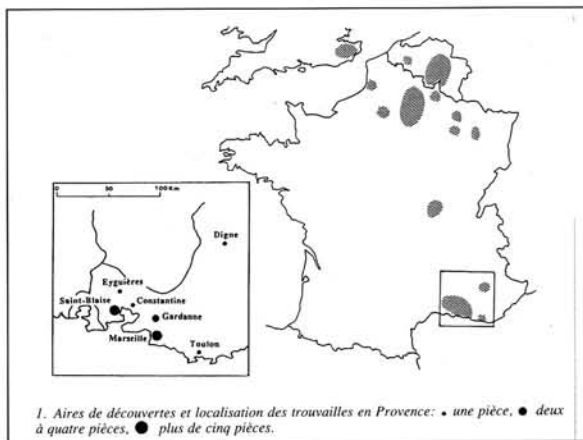 0 50 100 Km
Digne
Eyguières
Saint-Blaise
Constantine
Gardanne
Marseille
Toulon
1. Aires de découvertes et localisation des trouvailles en Provence: • une pièce, ● deux
à quatre pièces, ● plus de cinq pièces.